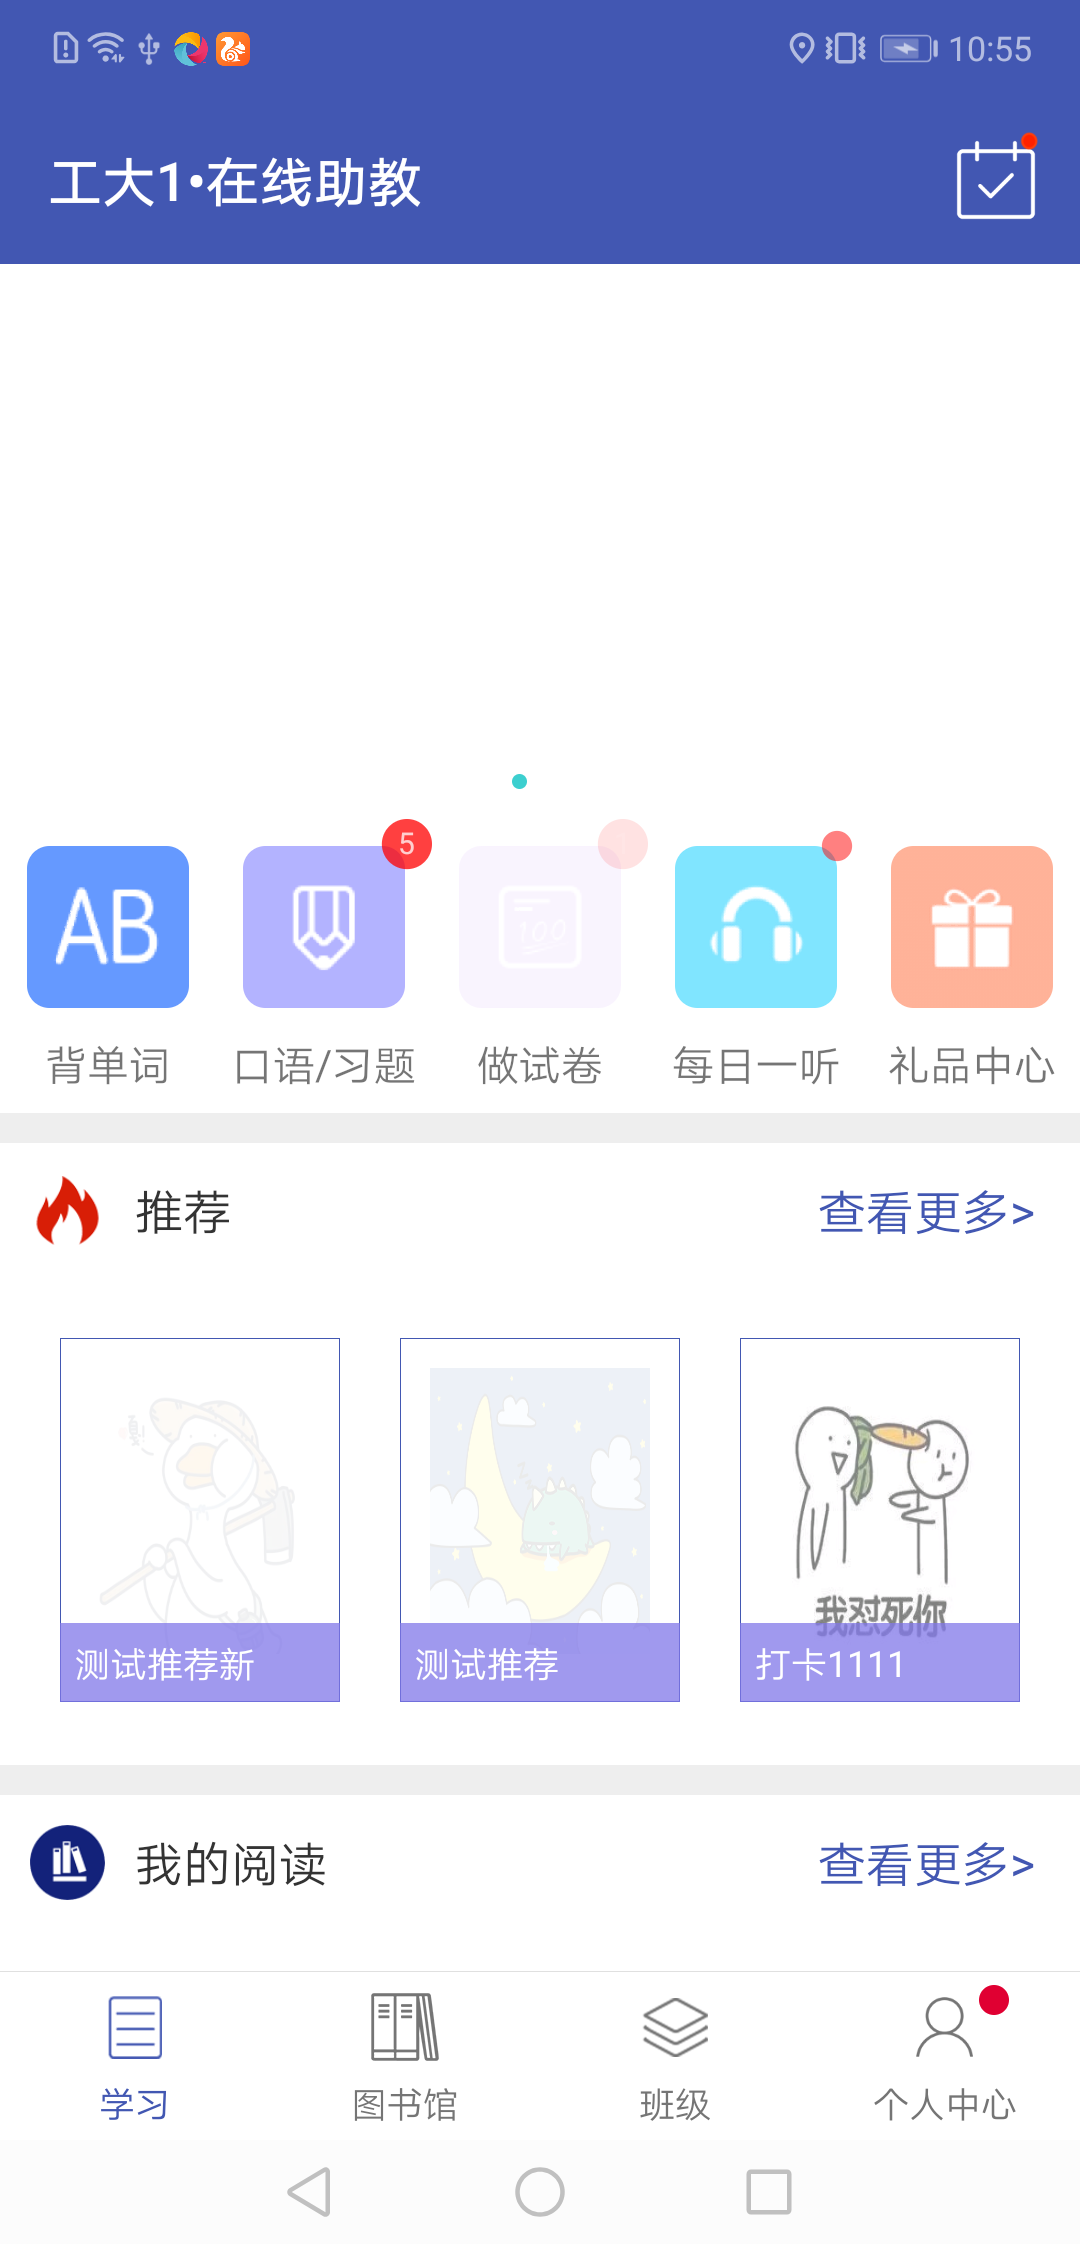 10:55
工大1•在线助教
5
AB
100
背单词
口语/习题
做试卷
每日一听
礼品中心
推荐
查看更多>
我怼死你
测试推荐新
测试推荐
打卡1111
我的阅读
查看更多>
学习
图书馆
班级
个人中心